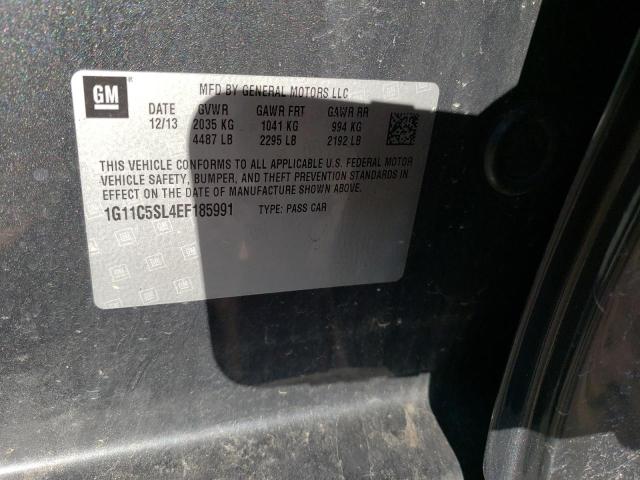 GM
MFD BY GENERAL MOTORS LLC
DATE GVWR GAWR FRT GAWR RR
12/13 2035 KG 1041 KG 994 KG
4487 LB 2295 LB 2192 LB
THIS VEHICLE CONFORMS TO ALL APPLICABLE U.S. FEDERAL MOTOR
VEHICLE SAFETY, BUMPER, AND THEFT PREVENTION STANDARDS IN
EFFECT ON THE DATE OF MANUFACTURE SHOWN ABOVE.
1G11C5SL4EF185991 TYPE: PASS CAR